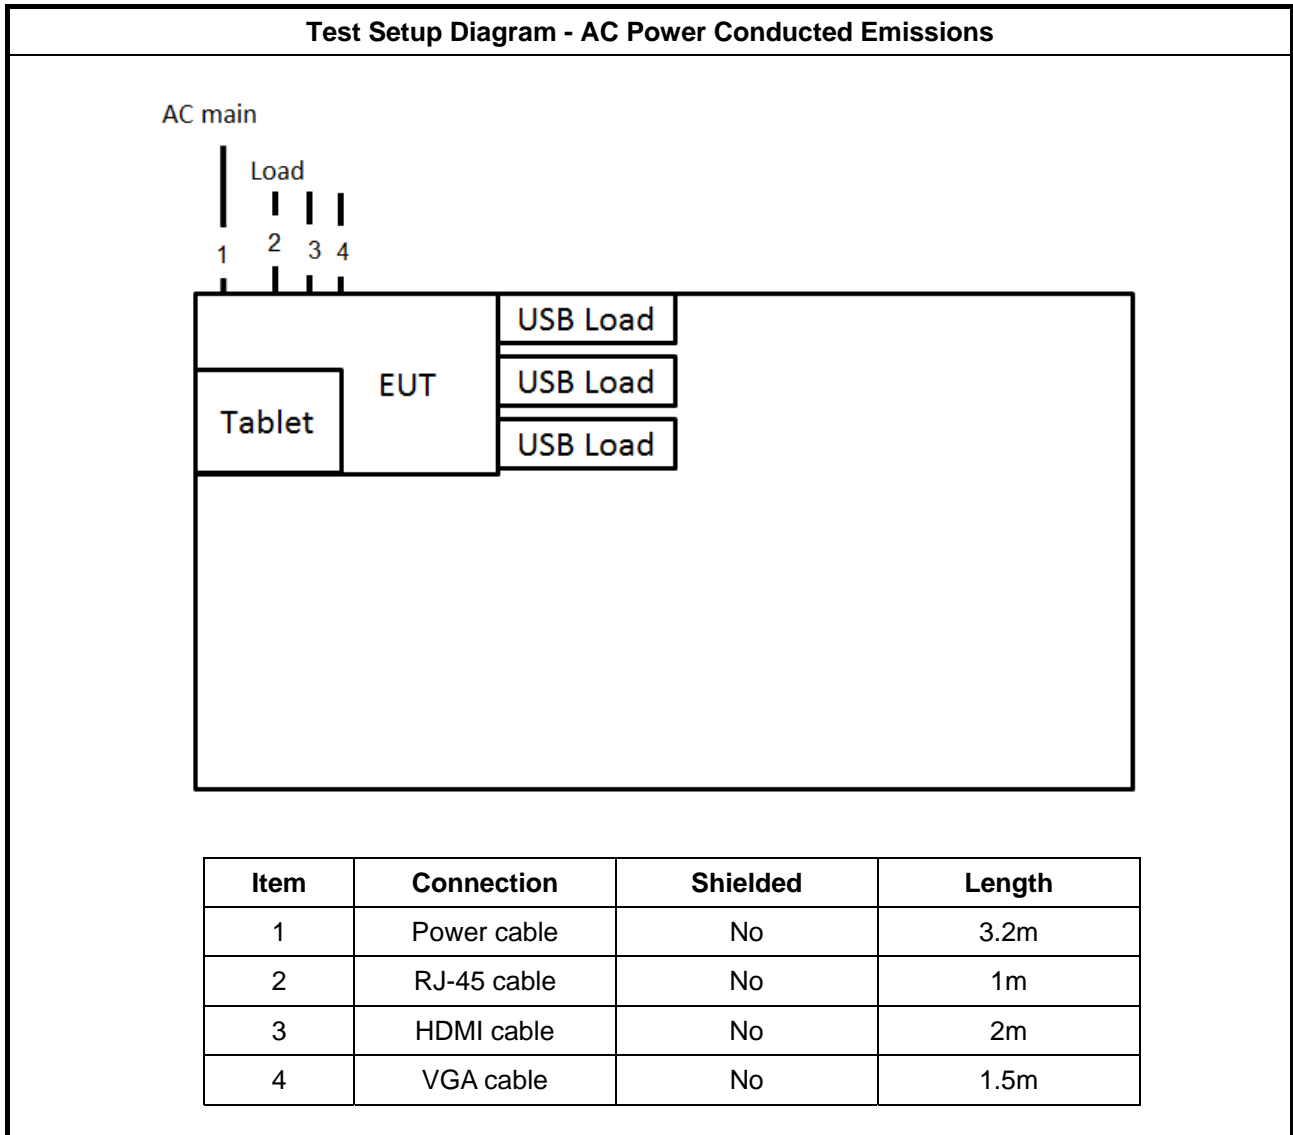 Test Setup Diagram - AC Power Conducted Emissions
AC main
Load
1 2 3 4
USB Load
EUT USB Load
Tablet USB Load
Item Connection Shielded Length
1 Power cable No 3.2m
2 RJ-45 cable No 1m
3 HDMI cable No 2m
4 VGA cable No 1.5m